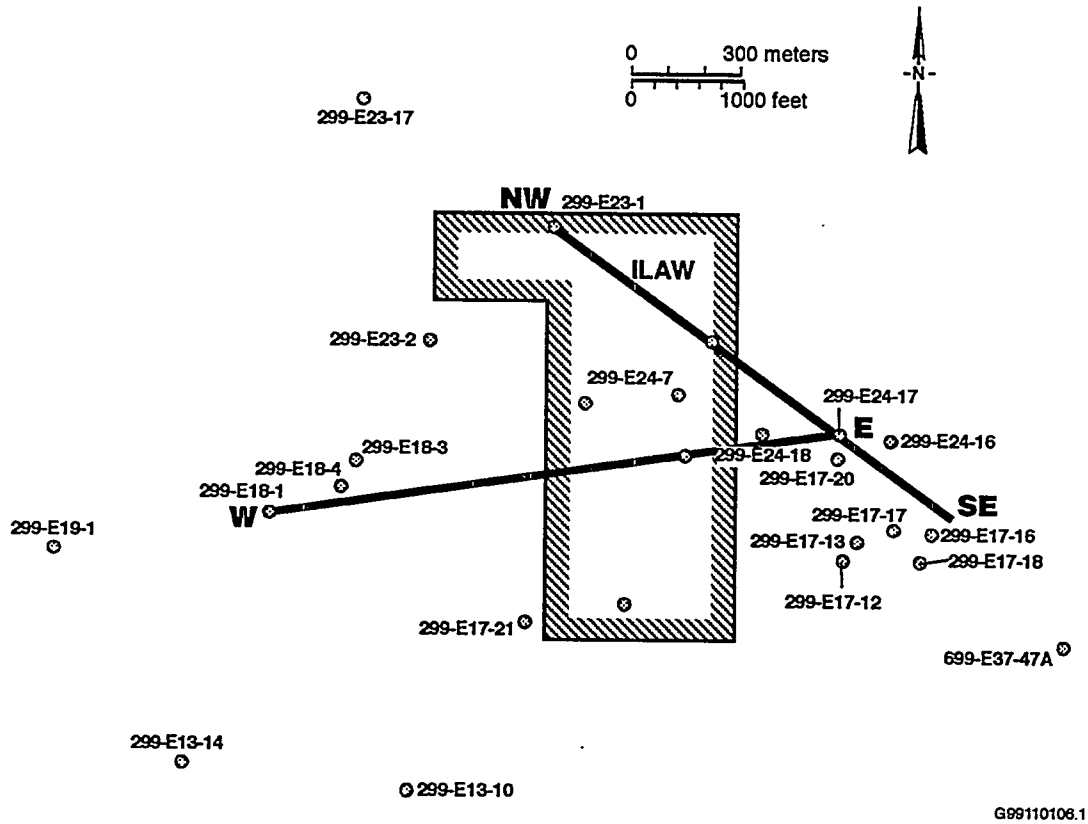 0 300 meters
0 1000 feet
-N-
299-E23-17
NW 299-E23-1
ILAW
299-E23-2
299-E24-7
299-E24-17
E
299-E24-16
299-E18-3
299-E24-18
299-E18-4
299-E17-20
299-E18-1
W
SE
299-E17-17
299-E19-1
299-E17-16
299-E17-13
299-E17-18
299-E17-12
299-E17-21
699-E37-47A
299-E13-14
299-E13-10
G99110106.1